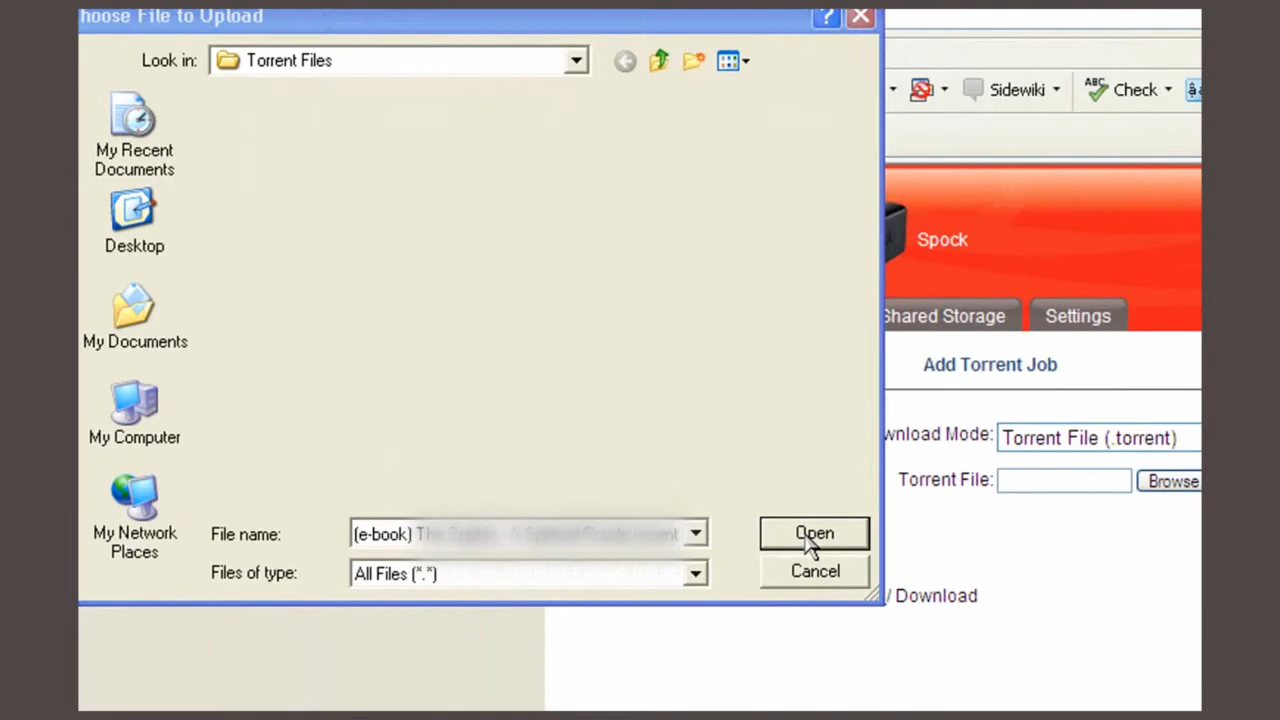 hoose File to Upload
Look in:
Torrent Files
My Recent
Documents
Desktop
My Documents
My Computer
My Network
Places
File name:
(e-book)
Open
Files of type:
All Files (*.*)
Cancel
Sidewiki
ABC
Check
Spock
Shared Storage
Settings
Add Torrent Job
wnload Mode:
Torrent File (.torrent)
Torrent File:
Browse
/ Download